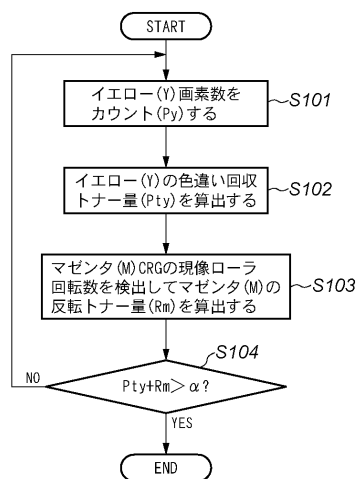 START
イエロー(Y)画素数を
カウント(Py)する
S101
イエロー(Y)の色違い回収
トナー量(Pty)を算出する
S102
マゼンタ(M)CRGの現像ローラ
回転数を検出してマゼンタ(M)の
反転トナー量(Rm)を算出する
S103
S104
Pty+Rm>α?
NO
YES
END